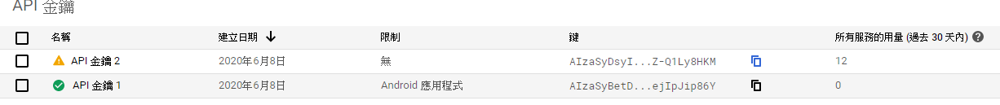 API 金鑰
名稱 建立日期 限制 鍵 所有服務的用量 (過去 30 天內)
API 金鑰 2 2020年6月8日 無 AIzaSyDsyI...Z-Q1Ly8HKM 12
API 金鑰 1 2020年6月8日 Android 應用程式 AIzaSyBetD...ejIpJip86Y 0